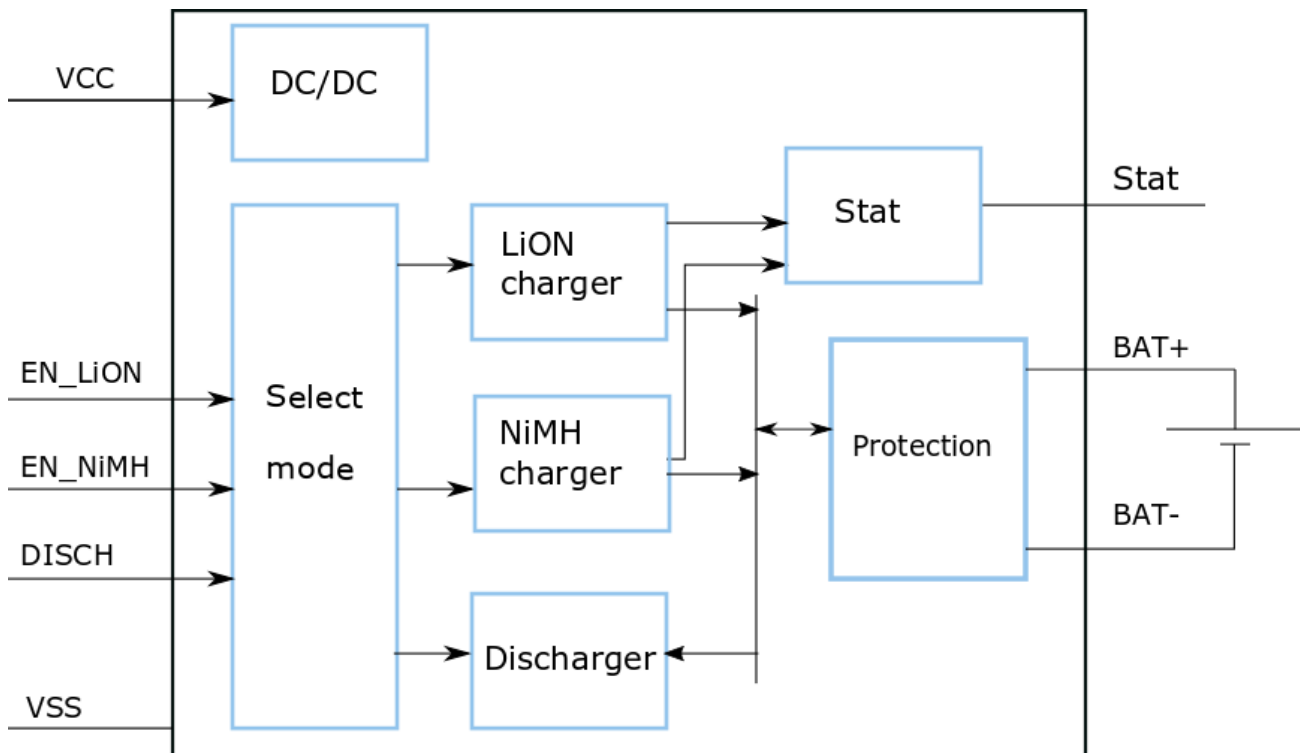 VCC
DC/DC
Stat
Stat
LiON
charger
BAT+
EN_LiON
Select
mode
NiMH
charger
Protection
EN_NiMH
BAT-
DISCH
Discharger
VSS